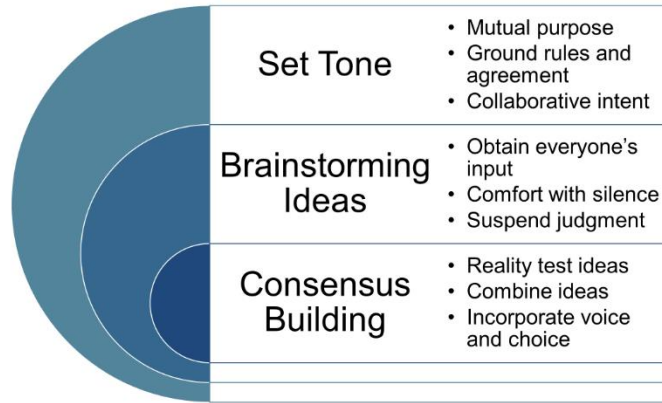 Set Tone
• Mutual purpose
• Ground rules and
agreement
• Collaborative intent
Brainstorming
Ideas
• Obtain everyone’s
input
• Comfort with silence
• Suspend judgment
Consensus
Building
• Reality test ideas
• Combine ideas
• Incorporate voice
and choice